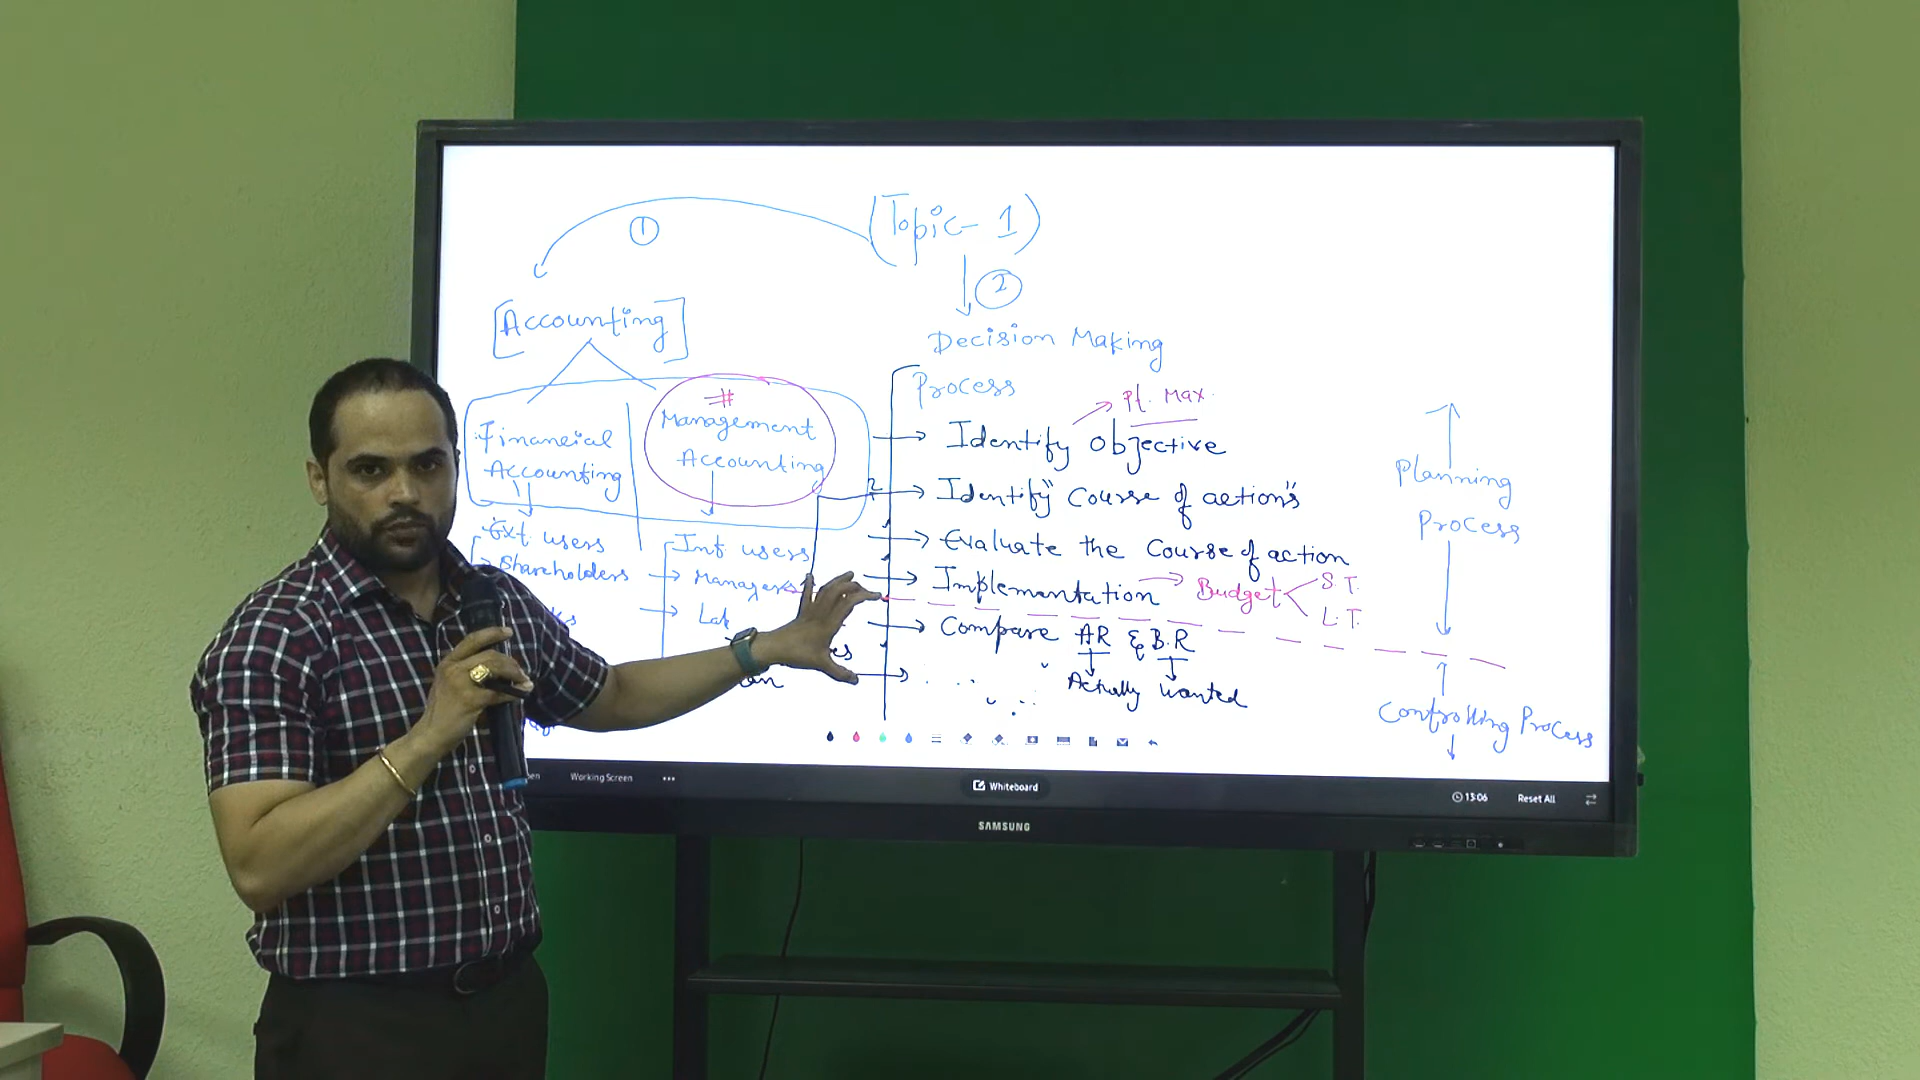 (Topic- 1)
①
②
[Accounting]
Decision Making
Process
#
Management
Accounting
Financial
Accounting
Pf. Max.
Identify objective
2
Identify "Course of action's"
Ext. users
Shareholders
Int users
Managers
Evaluate the Course of action
Implementation
Budget
S.T.
L.T.
Compare AR & B.R
Actually Wanted
Planning
Process
Controlling Process
Working Screen
Whiteboard
13:06
Reset All
SAMSUNG